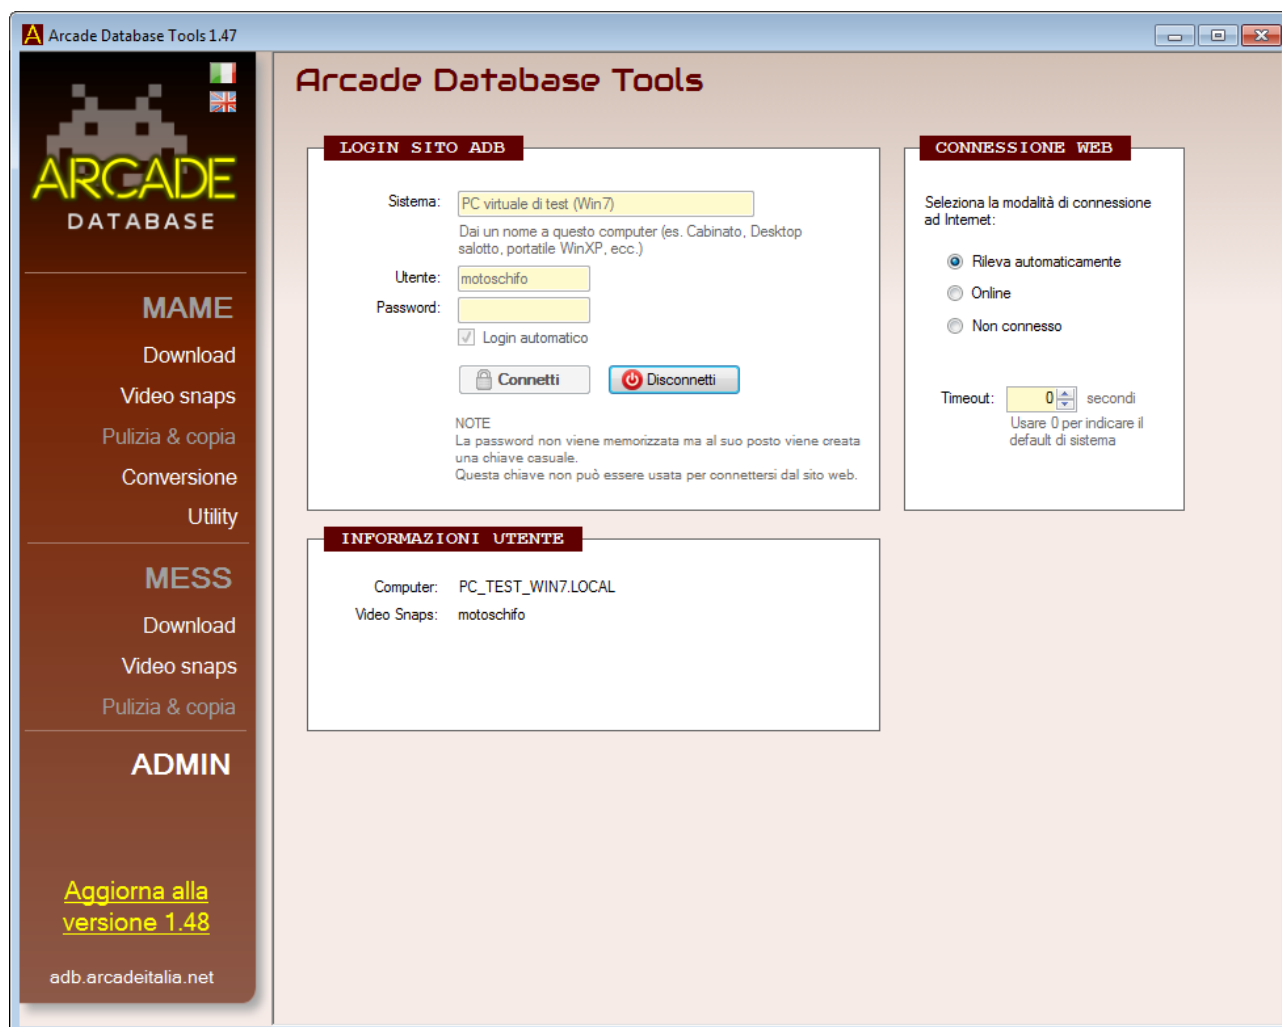 Arcade Database Tools 1.47
ARCADE
DATABASE
MAME
Download
Video snaps
Pulizia & copia
Conversione
Utility
MESS
Download
Video snaps
Pulizia & copia
ADMIN
Aggiorna alla
versione 1.48
adb.arcadeitalia.net
Arcade Database Tools
LOGIN SITO ADB
Sistema: PC virtuale di test (Win7)
Dai un nome a questo computer (es. Cabinato, Desktop
salotto, portatile WinXP, ecc.)
Utente: motoschifo
Password:
Login automatico
Connetti Disconnetti
NOTE
La password non viene memorizzata ma al suo posto viene creata
una chiave casuale.
Questa chiave non può essere usata per connettersi dal sito web.
CONNESSIONE WEB
Seleziona la modalità di connessione
ad Internet:
Rileva automaticamente
Online
Non connesso
Timeout: 0 secondi
Usare 0 per indicare il
default di sistema
INFORMAZIONI UTENTE
Computer: PC_TEST_WIN7.LOCAL
Video Snaps: motoschifo